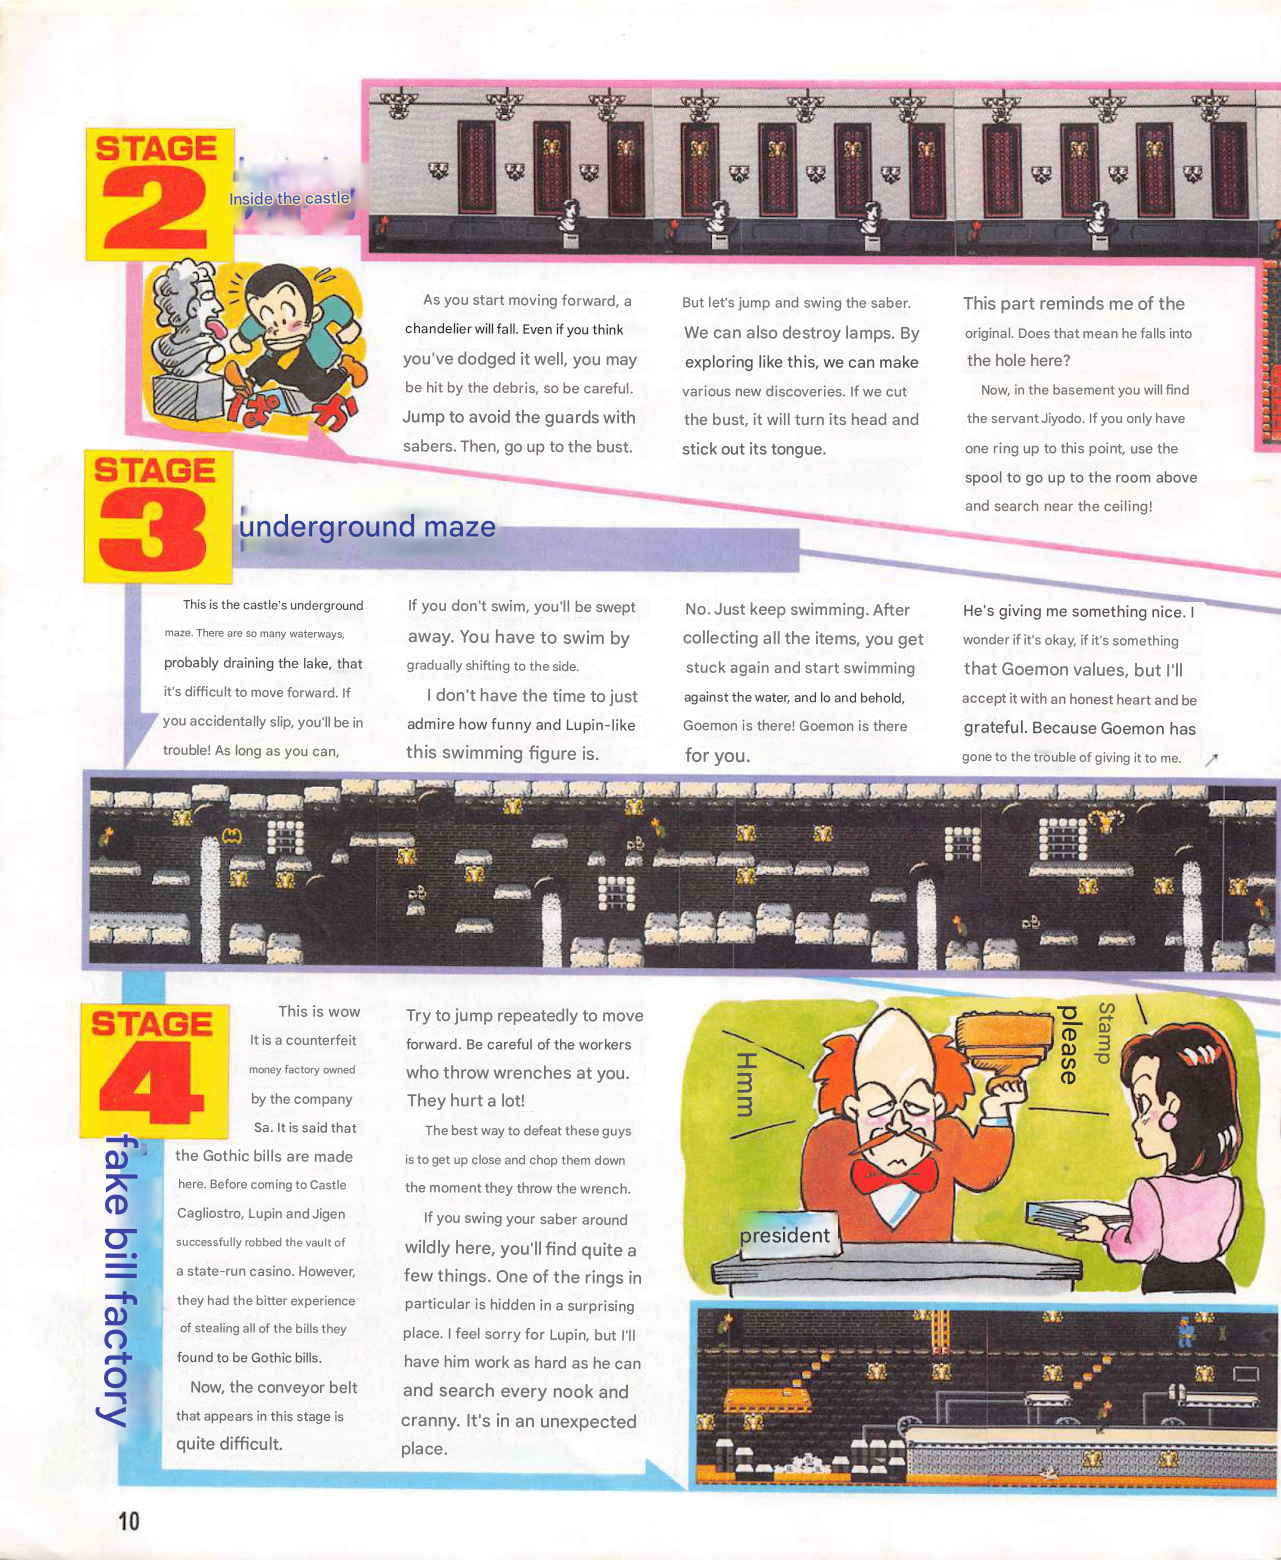 STAGE
2
Inside the castle
As you start moving forward, a
chandelier will fall. Even if you think
you've dodged it well, you may
be hit by the debris, so be careful.
Jump to avoid the guards with
sabers. Then, go up to the bust.
But let's jump and swing the saber.
We can also destroy lamps. By
exploring like this, we can make
various new discoveries. If we cut
the bust, it will turn its head and
stick out its tongue.
This part reminds me of the
original. Does that mean he falls into
the hole here?
Now, in the basement you will find
the servant Jiyodo. If you only have
one ring up to this point, use the
spool to go up to the room above
and search near the ceiling!
STAGE
3
underground maze
This is the castle's underground
maze. There are so many waterways,
probably draining the lake, that
it's difficult to move forward. If
you accidentally slip, you'll be in
trouble! As long as you can,
If you don't swim, you'll be swept
away. You have to swim by
gradually shifting to the side.
I don't have the time to just
admire how funny and Lupin-like
this swimming figure is.
No. Just keep swimming. After
collecting all the items, you get
stuck again and start swimming
against the water, and lo and behold,
Goemon is there! Goemon is there
for you.
He's giving me something nice. I
wonder if it's okay, if it's something
that Goemon values, but I'll
accept it with an honest heart and be
grateful. Because Goemon has
gone to the trouble of giving it to me.
STAGE
4
fake bill factory
This is wow
It is a counterfeit
money factory owned
by the company
Sa. It is said that
the Gothic bills are made
here. Before coming to Castle
Cagliostro, Lupin and Jigen
successfully robbed the vault of
a state-run casino. However,
they had the bitter experience
of stealing all of the bills they
found to be Gothic bills.
Now, the conveyor belt
that appears in this stage is
quite difficult.
Try to jump repeatedly to move
forward. Be careful of the workers
who throw wrenches at you.
They hurt a lot!
The best way to defeat these guys
is to get up close and chop them down
the moment they throw the wrench.
If you swing your saber around
wildly here, you'll find quite a
few things. One of the rings in
particular is hidden in a surprising
place. I feel sorry for Lupin, but I'll
have him work as hard as he can
and search every nook and
cranny. It's in an unexpected
place.
Hmm
Stamp
please
president
10